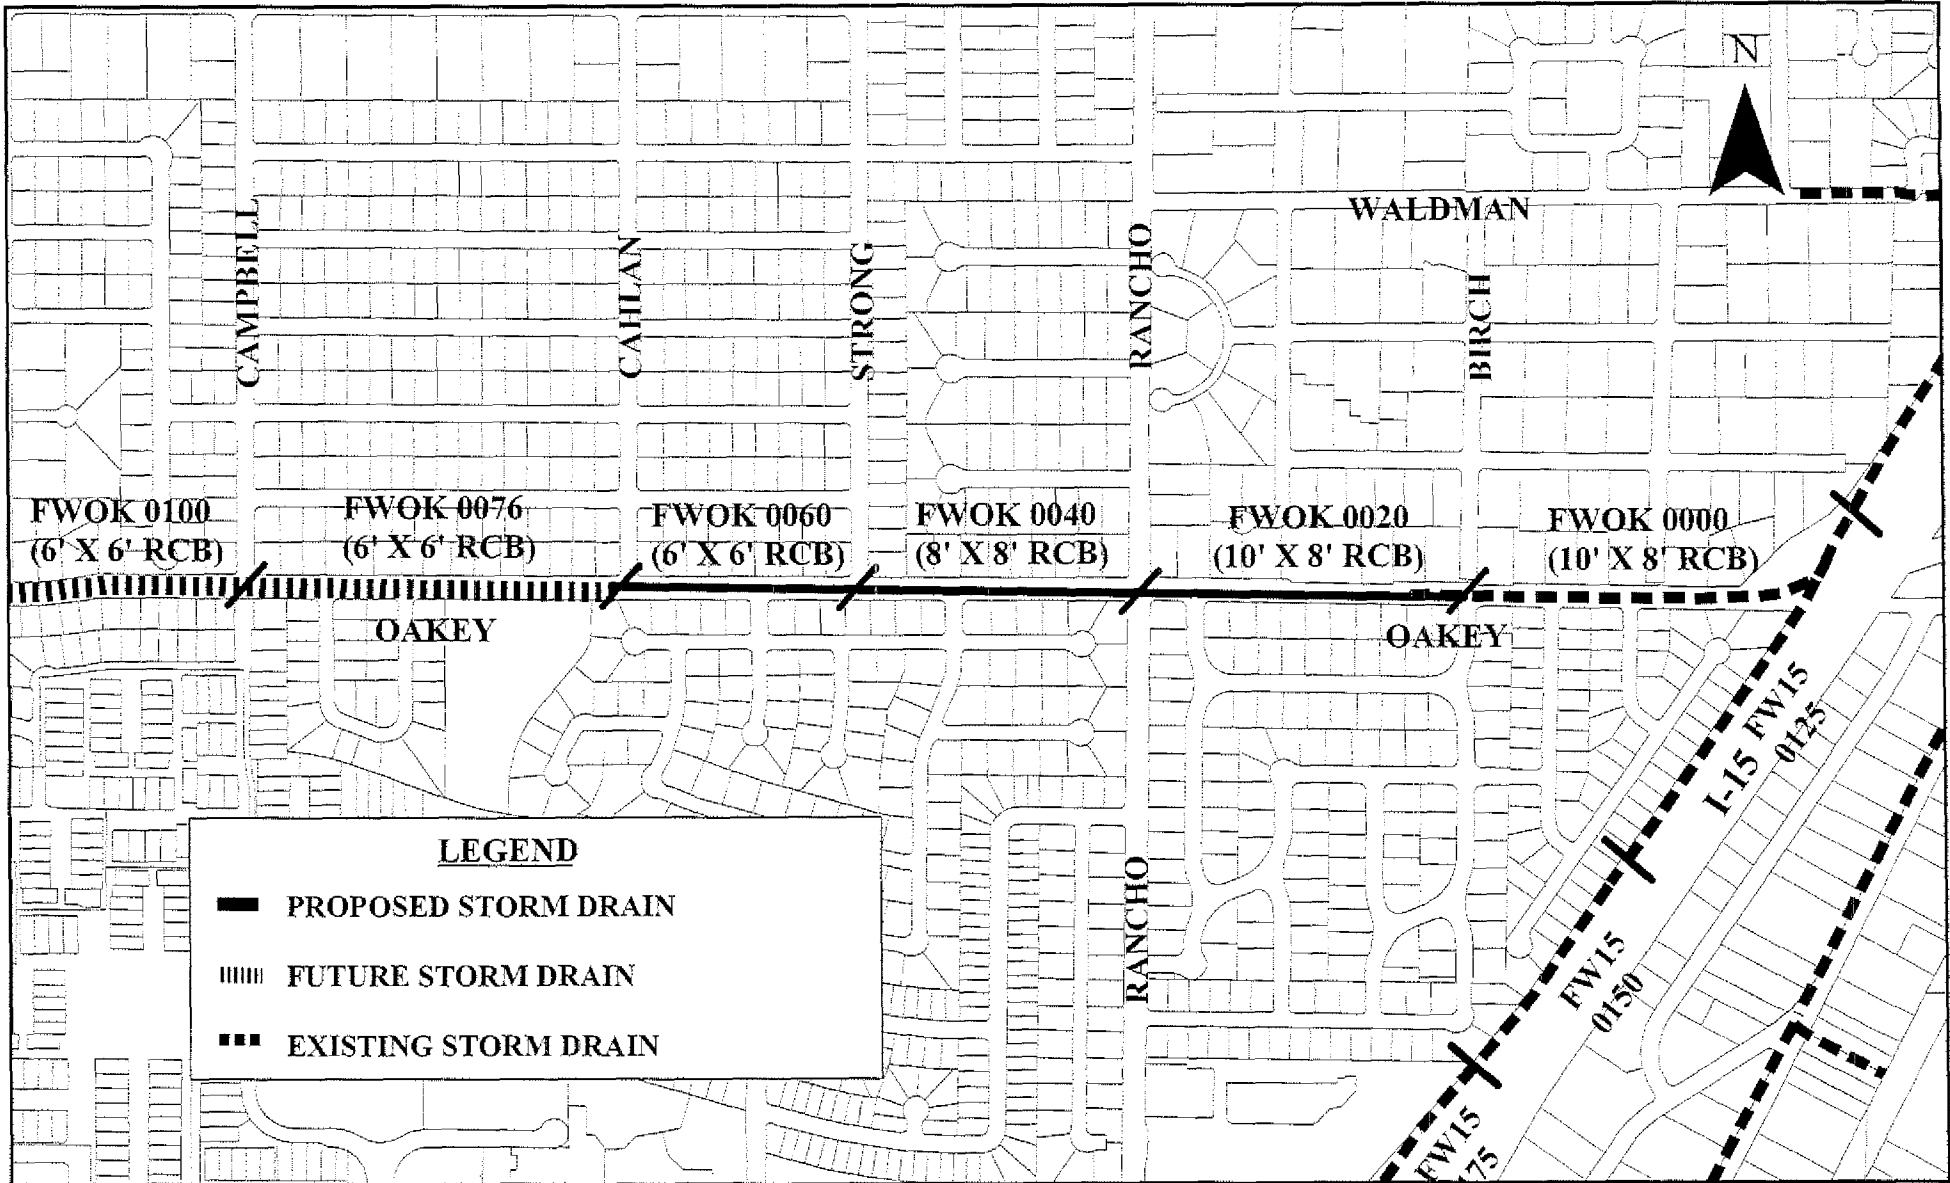 N
WALDMAN
CAMPBELL
CAHLAN
STRONG
RANCHO
BIRCH
FWOK 0100
(6' X 6' RCB)
FWOK 0076
(6' X 6' RCB)
FWOK 0060
(6' X 6' RCB)
FWOK 0040
(8' X 8' RCB)
FWOK 0020
(10' X 8' RCB)
FWOK 0000
(10' X 8' RCB)
OAKEY
OAKEY
I-15
FW15
0125
RANCHO
FW15
0150
FW15
LEGEND
PROPOSED STORM DRAIN
FUTURE STORM DRAIN
EXISTING STORM DRAIN